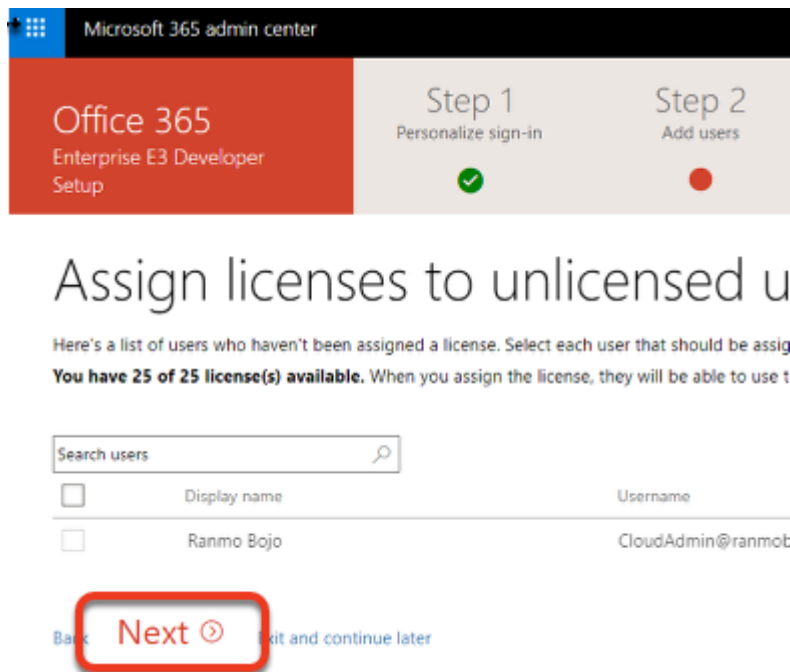 Microsoft 365 admin center
Office 365
Enterprise E3 Developer
Setup
Step 1
Personalize sign-in
Step 2
Add users
Assign licenses to unlicensed u
Here's a list of users who haven't been assigned a license. Select each user that should be assig
You have 25 of 25 license(s) available. When you assign the license, they will be able to use t
Search users
Display name Username
Ranmo Bojo CloudAdmin@ranmob
Back Next Exit and continue later